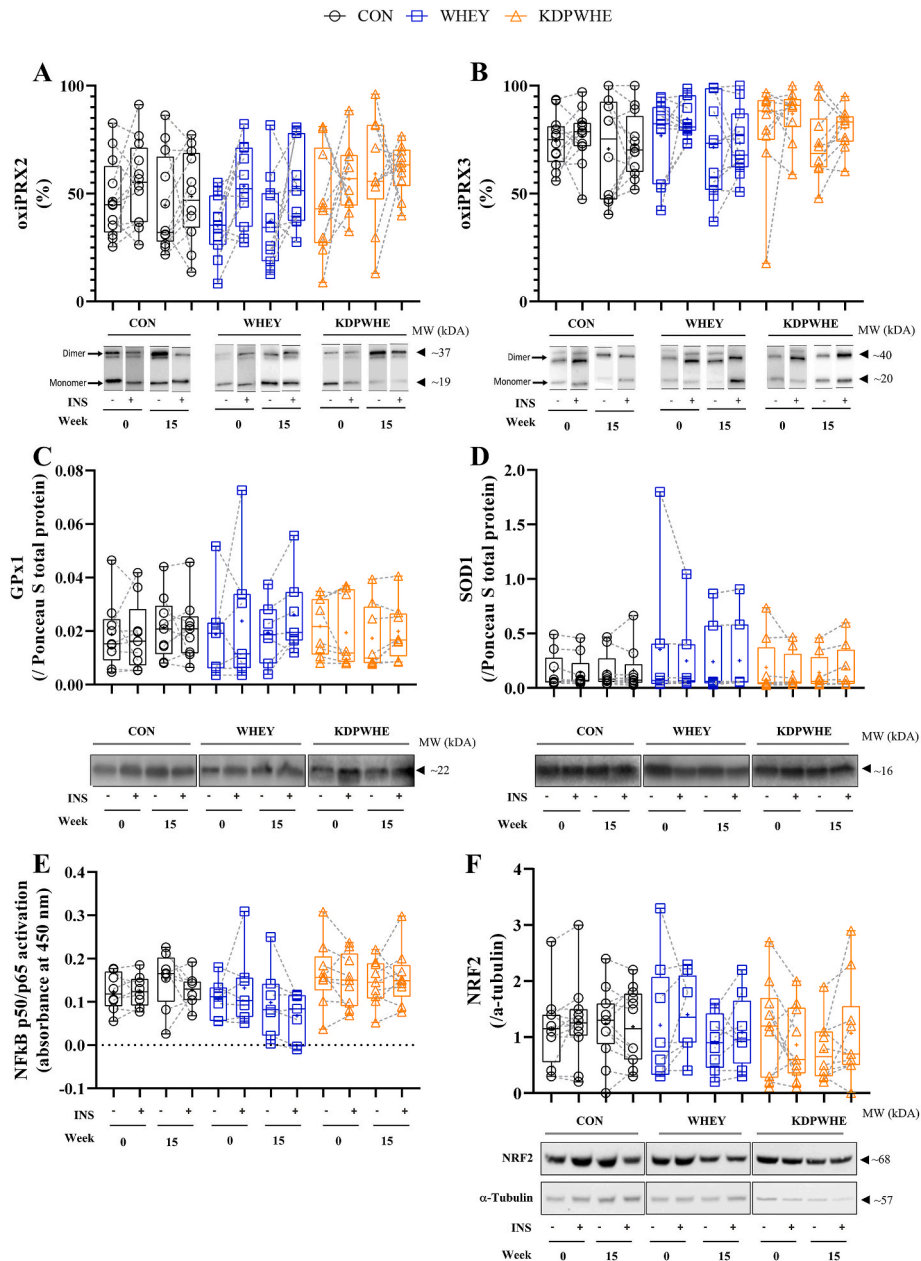 CON WHEY KDPWHE
A
100
50
0
oxiPRX2
(%)
CON WHEY KDPWHE
MW (kDA)
Dimer
~37
Monomer
~19
INS - + - + - + - + - + - +
Week 0 15 0 15 0 15
B
100
50
0
oxiPRX3
(%)
CON WHEY KDPWHE
MW (kDA)
Dimer
~40
Monomer
~20
INS - + - + - + - + - + - +
Week 0 15 0 15 0 15
C
0.08
0.06
0.04
0.02
0.00
GPx1
(/ Ponceau S total protein)
CON WHEY KDPWHE
MW (kDA)
~22
INS - + - + - + - + - + - +
Week 0 15 0 15 0 15
D
2.0
1.5
1.0
0.5
0.0
SOD1
(/Ponceau S total protein)
CON WHEY KDPWHE
MW (kDA)
~16
INS - + - + - + - + - + - +
Week 0 15 0 15 0 15
E
0.4
0.3
0.2
0.1
0.0
-0.1
NFkB p50/p65 activation
(absorbance at 450 nm)
INS - + - + - + - + - + - +
Week 0 15 0 15 0 15
F
4
3
2
1
0
NRF2
(/a-tubulin)
CON WHEY KDPWHE
MW (kDA)
NRF2
~68
α-Tubulin
~57
INS - + - + - + - + - + - +
Week 0 15 0 15 0 15